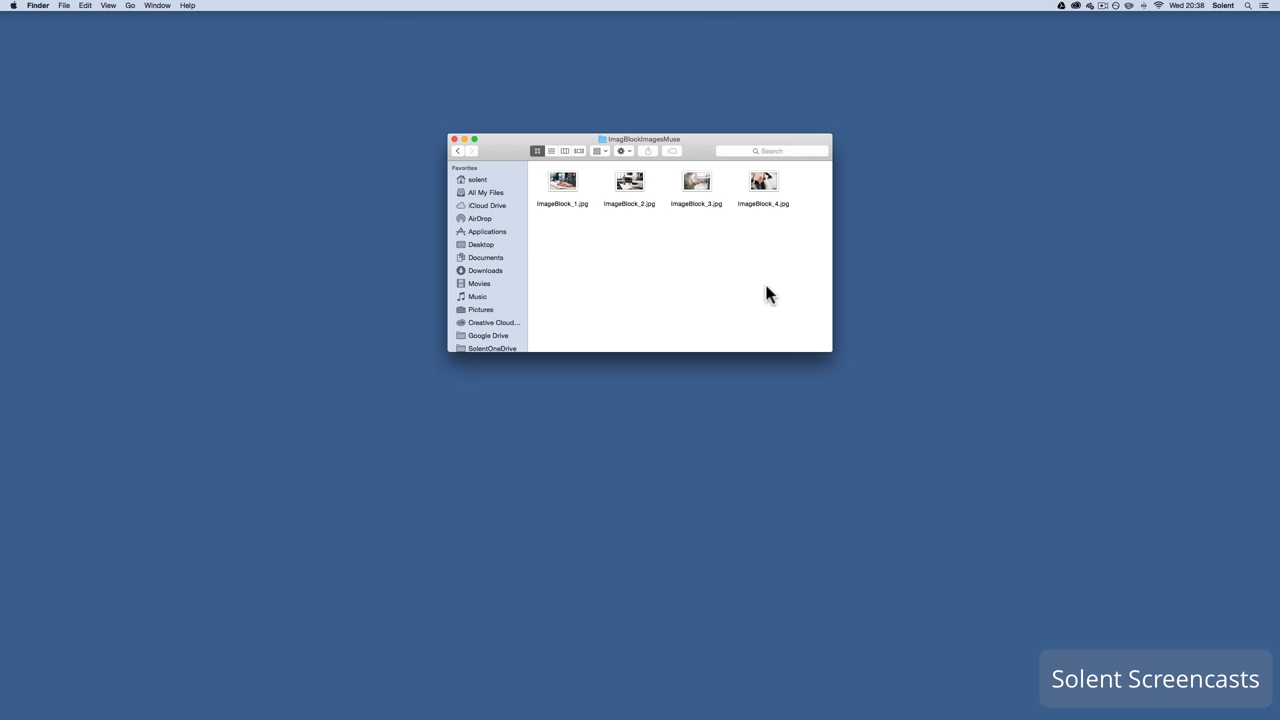 Finder File Edit View Go Window Help Wed 20:38 Solent
ImagBlockImagesMuse
Search
Favorites
solent
All My Files
iCloud Drive
AirDrop
Applications
Desktop
Documents
Downloads
Movies
Music
Pictures
Creative Cloud...
Google Drive
SolentOneDrive
ImageBlock_1.jpg ImageBlock_2.jpg ImageBlock_3.jpg ImageBlock_4.jpg
Solent Screencasts